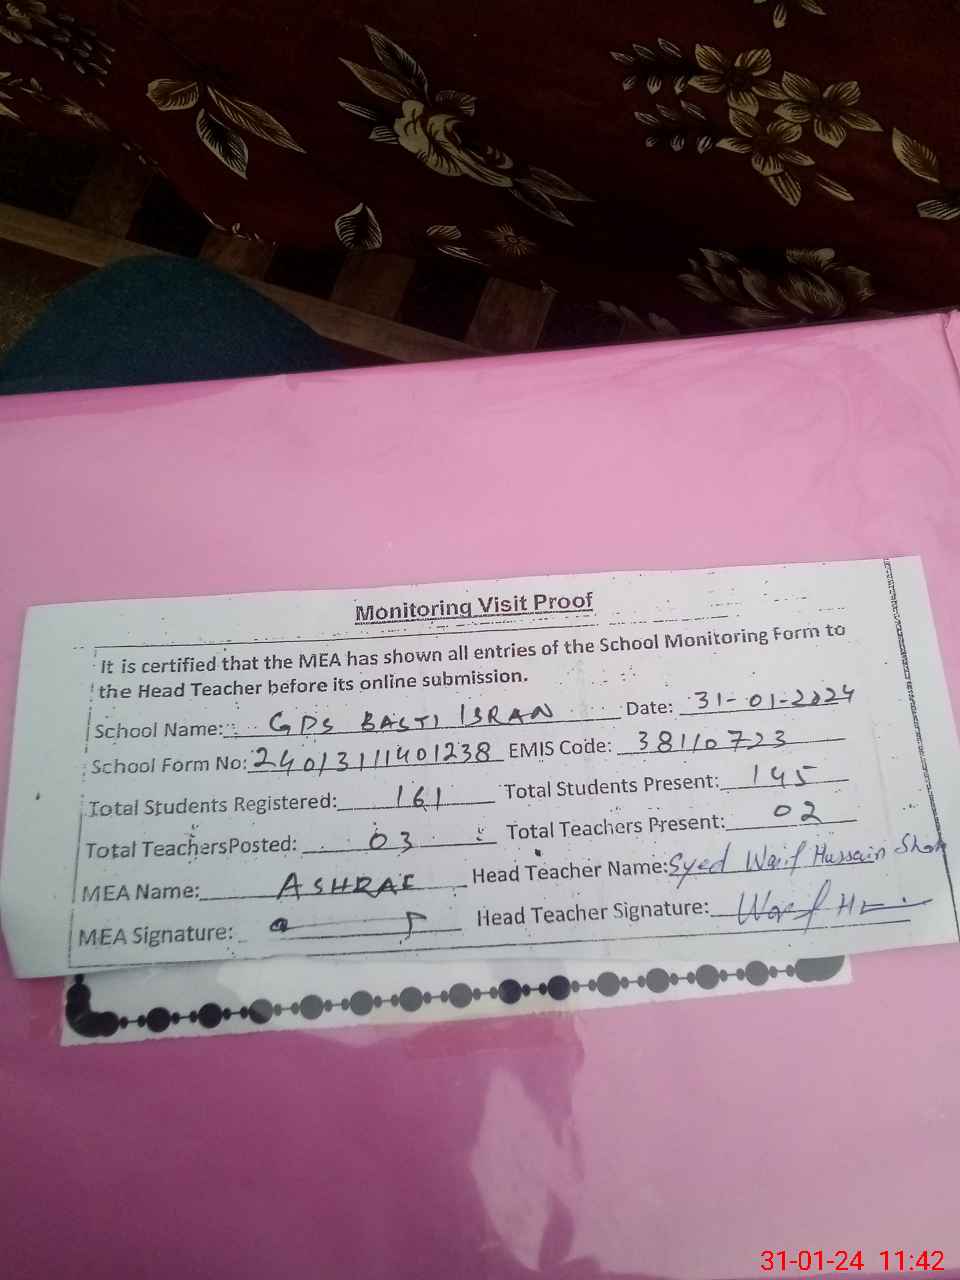 Monitoring Visit Proof
It is certified that the MEA has shown all entries of the School Monitoring Form to
the Head Teacher before its online submission.
School Name: GPS BASTI ISRAN Date: 31-01-2024
School Form No: 24013111401238 EMIS Code: 38110723
Total Students Registered: 161 Total Students Present: 145
Total TeachersPosted: 03 Total Teachers Present: 02
MEA Name: ASHRAF Head Teacher Name: Syed Hussain Shah
MEA Signature: Head Teacher Signature:
31-01-24 11:42